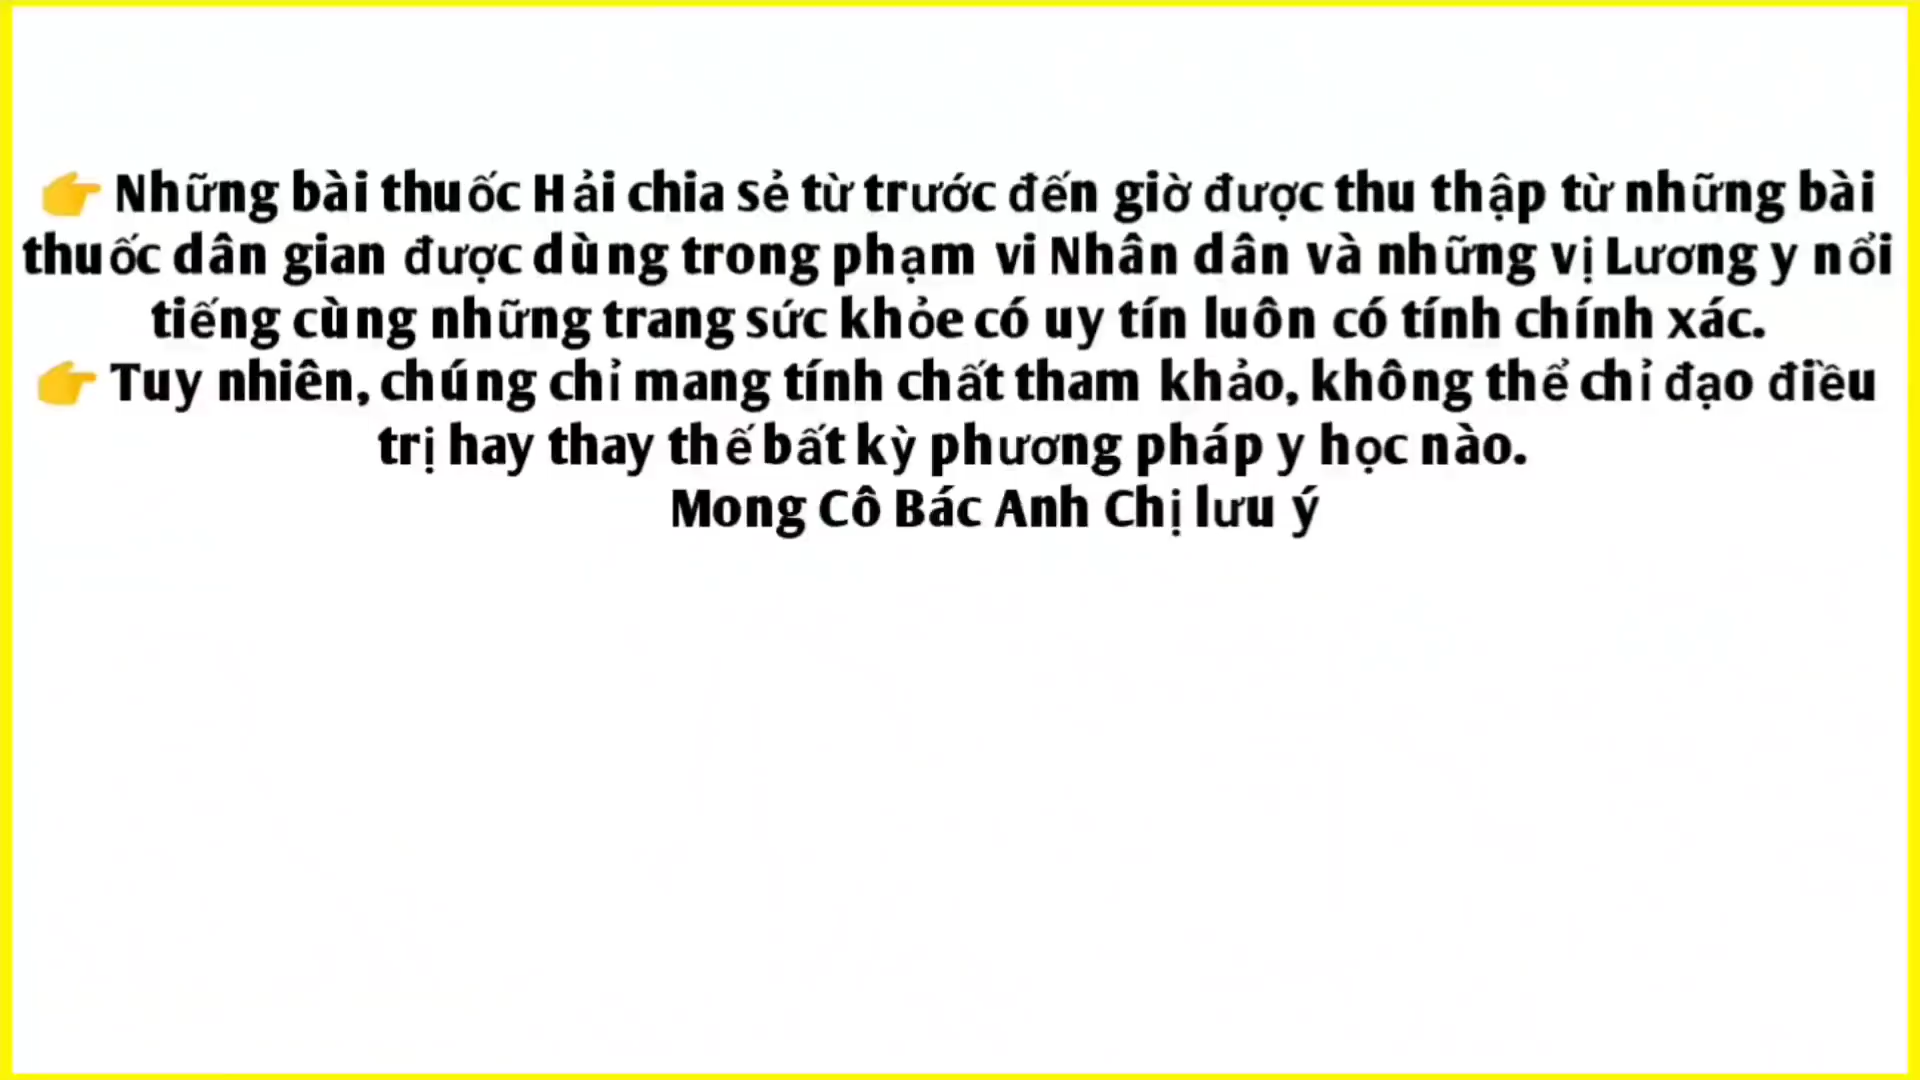 👉 Những bài thuốc Hải chia sẻ từ trước đến giờ được thu thập từ những bài
thuốc dân gian được dùng trong phạm vi Nhân dân và những vị Lương y nổi
tiếng cùng những trang sức khỏe có uy tín luôn có tính chính xác.
👉 Tuy nhiên, chúng chỉ mang tính chất tham khảo, không thể chỉ đạo điều
trị hay thay thế bất kỳ phương pháp y học nào.
Mong Cô Bác Anh Chị lưu ý